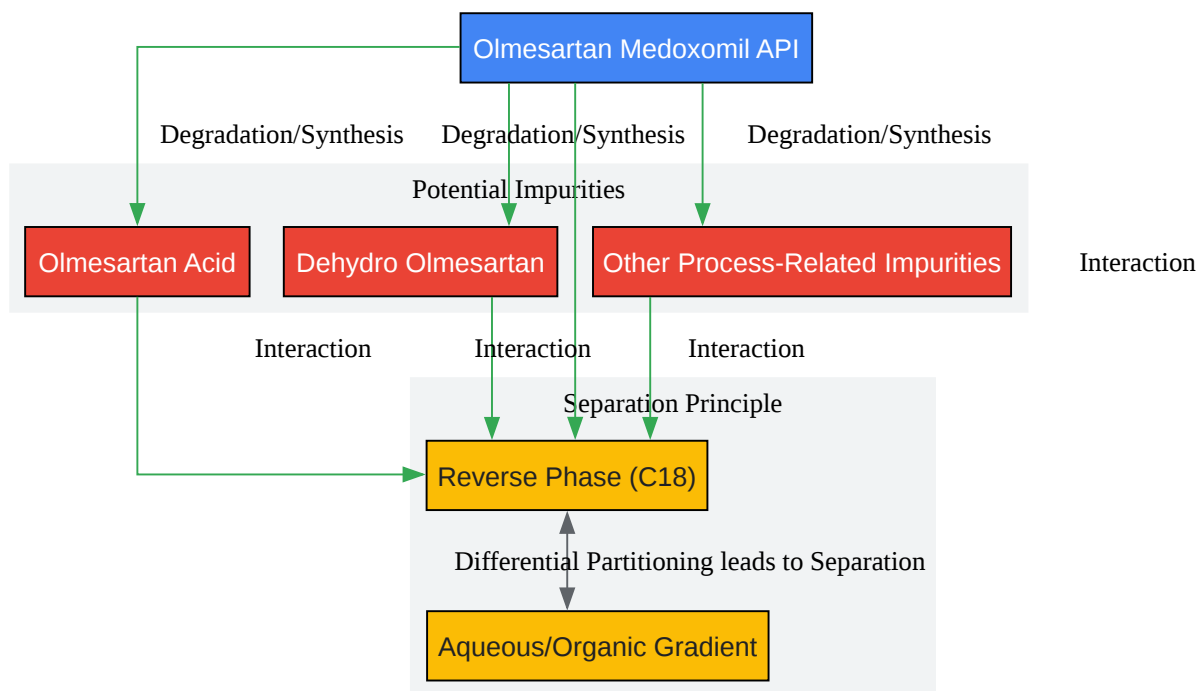 Olmesartan Medoxomil API
Degradation/Synthesis
Degradation/Synthesis
Degradation/Synthesis
Potential Impurities
Olmesartan Acid
Dehydro Olmesartan
Other Process-Related Impurities
Interaction
Interaction
Interaction
Interaction
Separation Principle
Reverse Phase (C18)
Differential Partitioning leads to Separation
Aqueous/Organic Gradient